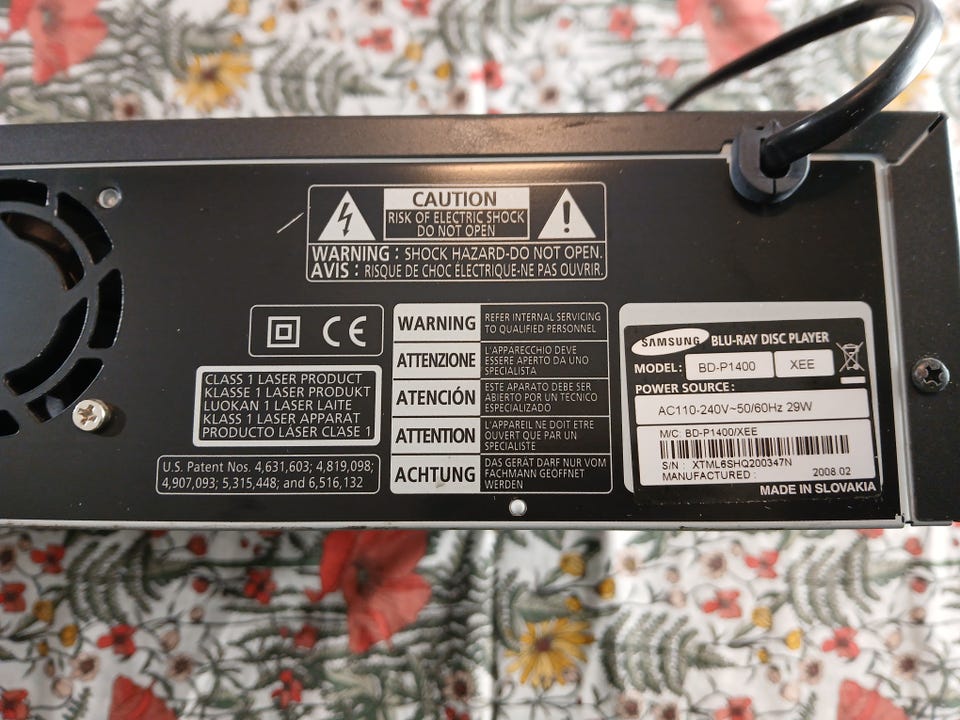 CAUTION
RISK OF ELECTRIC SHOCK
DO NOT OPEN
WARNING : SHOCK HAZARD-DO NOT OPEN.
AVIS : RISQUE DE CHOC ÉLECTRIQUE-NE PAS OUVRIR.
CE
CLASS 1 LASER PRODUCT
KLASSE 1 LASER PRODUKT
LUOKAN 1 LASER LAITE
KLASS 1 LASER APPARAT
PRODUCTO LÁSER CLASE 1
U.S. Patent Nos. 4,631,603; 4,819,098;
4,907,093; 5,315,448; and 6,516,132
WARNING
REFER INTERNAL SERVICING
TO QUALIFIED PERSONNEL
ATTENZIONE
L'APPARECCHIO DEVE
ESSERE APERTO DA UNO
SPECIALISTA
ATENCIÓN
ESTE APARATO DEBE SER
ABIERTO POR UN TECNICO
ESPECIALIZADO
ATTENTION
L'APPAREIL NE DOIT ETRE
OUVERT QUE PAR UN
SPECIALISTE
ACHTUNG
DAS GERÄT DARF NUR VOM
FACHMANN GEÖFFNET
WERDEN
SAMSUNG BLU-RAY DISC PLAYER
MODEL: BD-P1400 XEE
POWER SOURCE:
AC110-240V~50/60Hz 29W
M/C: BD-P1400/XEE
S/N : XTML6SHQ200347N
MANUFACTURED : 2008.02
MADE IN SLOVAKIA